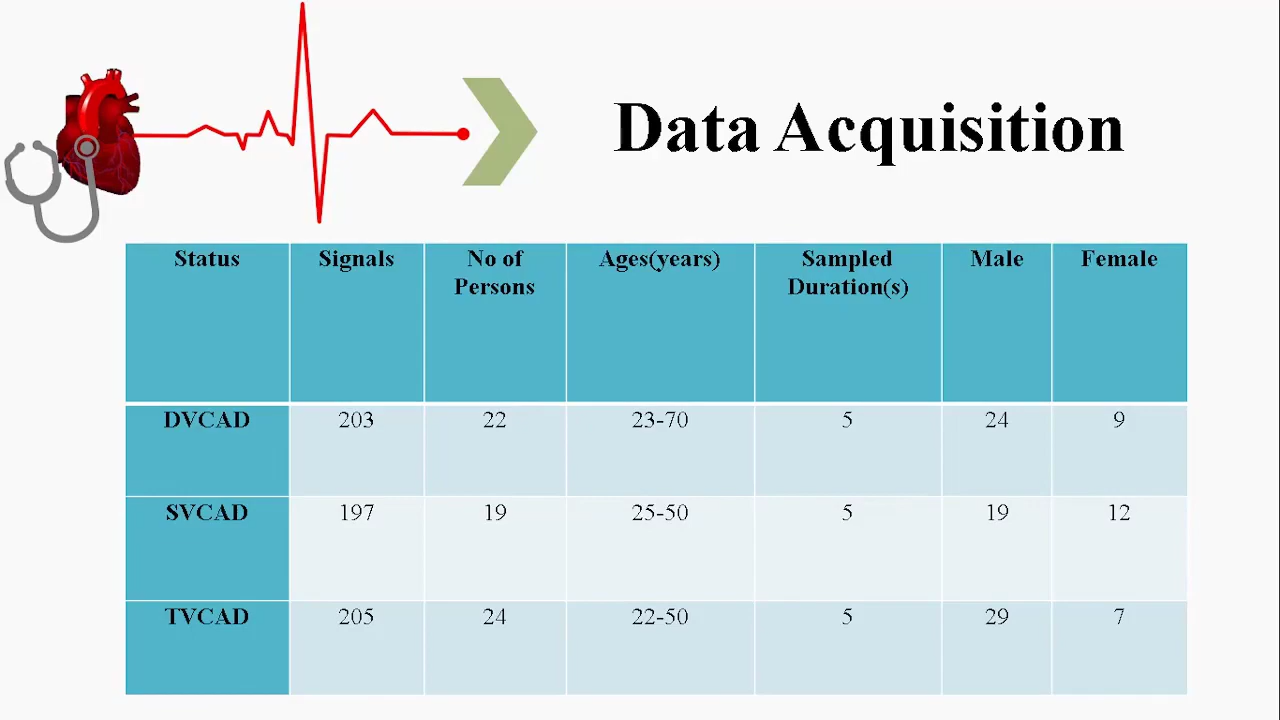 Data Acquisition
Status Signals No of Persons Ages(years) Sampled Duration(s) Male Female
DVCAD 203 22 23-70 5 24 9
SVCAD 197 19 25-50 5 19 12
TVCAD 205 24 22-50 5 29 7